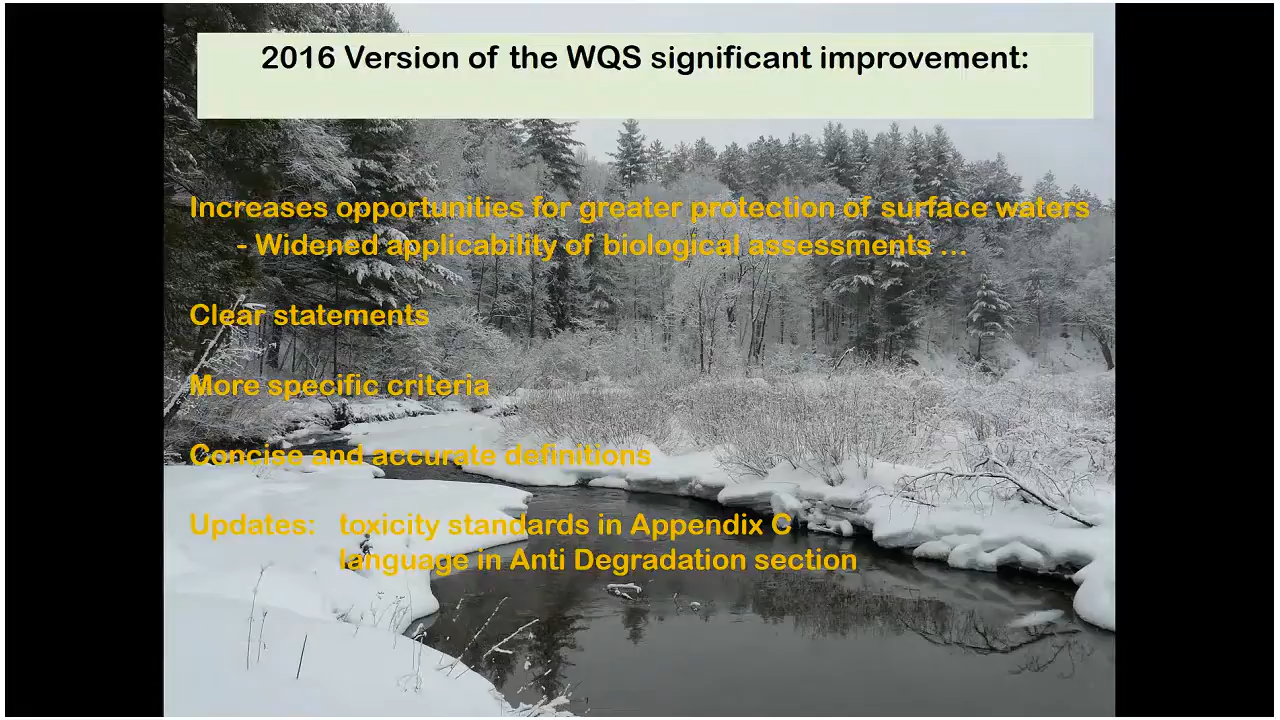 2016 Version of the WQS significant improvement:
Increases opportunities for greater protection of surface waters
- Widened applicability of biological assessments ...
Clear statements
More specific criteria
Concise and accurate definitions
Updates: toxicity standards in Appendix C
language in Anti Degradation section